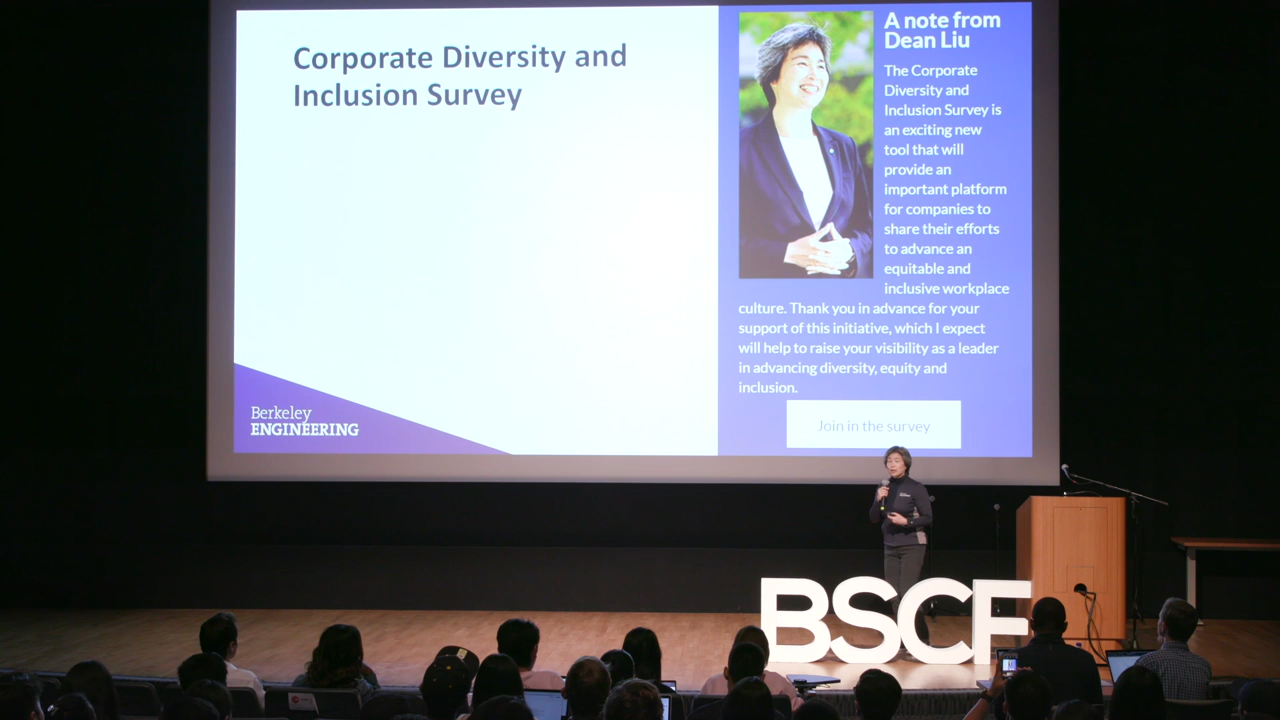 Corporate Diversity and
Inclusion Survey
Berkeley
ENGINEERING
A note from
Dean Liu
The Corporate
Diversity and
Inclusion Survey is
an exciting new
tool that will
provide an
important platform
for companies to
share their efforts
to advance an
equitable and
inclusive workplace
culture. Thank you in advance for your
support of this initiative, which I expect
will help to raise your visibility as a leader
in advancing diversity, equity and
inclusion.
Join in the survey
BSCF